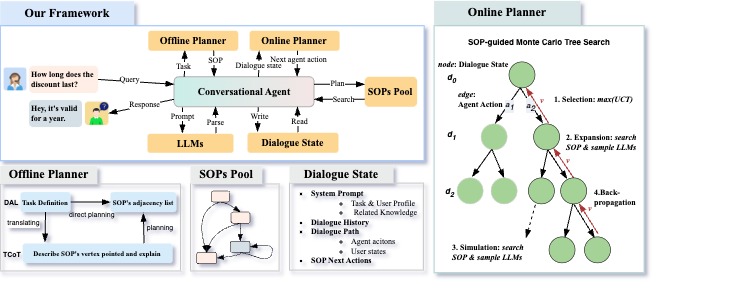 Our Framework
Offline Planner
Online Planner
Task
SOP
Dialogue state
Next agent action
How long does the
discount last?
Query
Conversational Agent
Plan
Search
SOPs Pool
Hey, it's valid
for a year.
Response
Prompt
Parse
Write
Read
LLMs
Dialogue State
Offline Planner
DAL
Task Definition
SOP's adjacency list
direct planning
translating
planning
TCoT
Describe SOP's vertex pointed and explain
SOPs Pool
Dialogue State
• System Prompt
❖ Task & User Profile
❖ Related Knowledge
• Dialogue History
• Dialogue Path
❖ Agent acitons
❖ User states
• SOP Next Actions
Online Planner
SOP-guided Monte Carlo Tree Search
node: Dialogue State
d0
edge:
Agent Action
a1
a2
v
1. Selection: max(UCT)
d1
2. Expansion: search
SOP & sample LLMs
v
d2
4.Back-
propagation
v
3. Simulation: search
SOP & sample LLMs